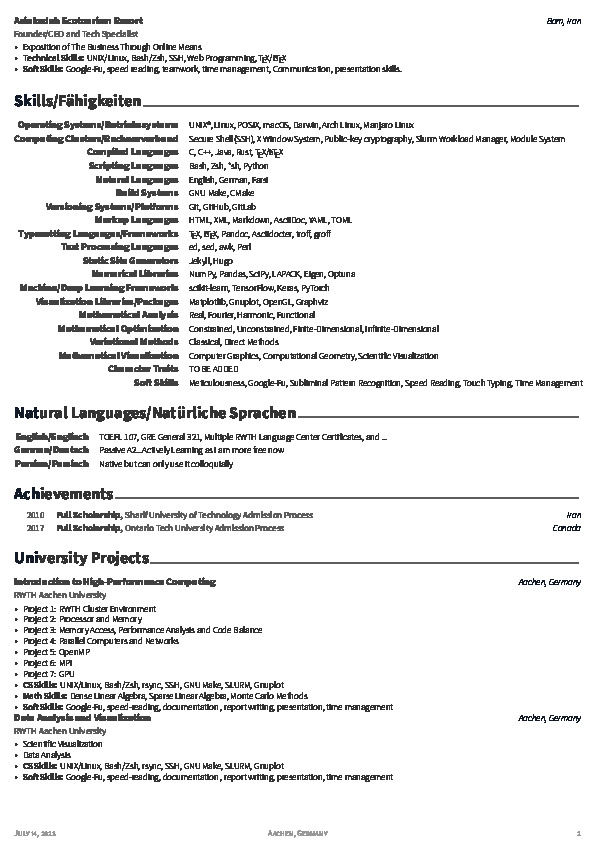 Ecotourism Resort Bam, Iran
Founder/CEO and Tech Specialist
• Exposition of The Business Through Online Means
• Technical Skills: UNIX/Linux, Bash/Zsh, SSH, Web Programming, TEX/LATEX
• Soft Skills: Google-Fu, speed reading, teamwork, time management, Communication, presentation skills.
Skills/Fähigkeiten
Operating Systems/Betriebssysteme UNIX®, Linux, POSIX, macOS, Darwin, Arch Linux, Manjaro Linux
Computing Clusters/Rechnerverbund Secure Shell (SSH), X Window System, Public-key cryptography, Slurm Workload Manager, Module System
Compiled Languages C, C++, Java, Rust, TEX/LATEX
Scripting Languages Bash, Zsh, *sh, Python
Natural Languages English, German, Farsi
Build Systems GNU Make, CMake
Versioning Systems/Platforms Git, GitHub, GitLab
Markup Languages HTML, XML, Markdown, AsciiDoc, YAML, TOML
Typesetting Languages/Frameworks TEX, LATEX, Pandoc, Asciidoctor, troff, groff
Text Processing Languages ed, sed, awk, Perl
Static Site Generators Jekyll, Hugo
Numerical Libraries NumPy, Pandas, SciPy, LAPACK, Eigen, Optuna
Machine/Deep Learning Frameworks scikit-learn, TensorFlow, Keras, PyTorch
Visualization Libraries/Packages Matplotlib, Gnuplot, OpenGL, Graphviz
Mathematical Analysis Real, Fourier, Harmonic, Functional
Mathematical Optimization Constrained, Unconstrained, Finite-Dimensional, Infinite-Dimensional
Variational Methods Classical, Direct Methods
Mathematical Visualization Computer Graphics, Computational Geometry, Scientific Visualization
Character Traits TO BE ADDED
Soft Skills Meticulousness, Google-Fu, Subliminal Pattern Recognition, Speed Reading, Touch Typing, Time Management
Natural Languages/Natürliche Sprachen
English/Englisch TOEFL 107, GRE General 321, Multiple RWTH Language Center Certificates, and ...
German/Deutsch Passive A2...Actively Learning as I am more free now
Persian/Persisch Native but can only use it colloquially
Achievements
2010 Full Scholarship, Sharif University of Technology Admission Process Iran
2017 Full Scholarship, Ontario Tech University Admission Process Canada
University Projects
Introduction to High-Performance Computing Aachen, Germany
RWTH Aachen University
• Project 1: RWTH Cluster Environment
• Project 2: Processor and Memory
• Project 3: Memory Access, Performance Analysis and Code Balance
• Project 4: Parallel Computers and Networks
• Project 5: OpenMP
• Project 6: MPI
• Project 7: GPU
• CS Skills: UNIX/Linux, Bash/Zsh, rsync, SSH, GNU Make, SLURM, Gnuplot
• Math Skills: Dense Linear Algebra, Sparse Linear Algebra, Monte Carlo Methods
• Soft Skills: Google-Fu, speed-reading, documentation, report writing, presentation, time management
Data Analysis and Visualization Aachen, Germany
RWTH Aachen University
• Scientific Visualization
• Data Analysis
• CS Skills: UNIX/Linux, Bash/Zsh, rsync, SSH, GNU Make, SLURM, Gnuplot
• Soft Skills: Google-Fu, speed-reading, documentation, report writing, presentation, time management
July 14, Aachen, Germany 2